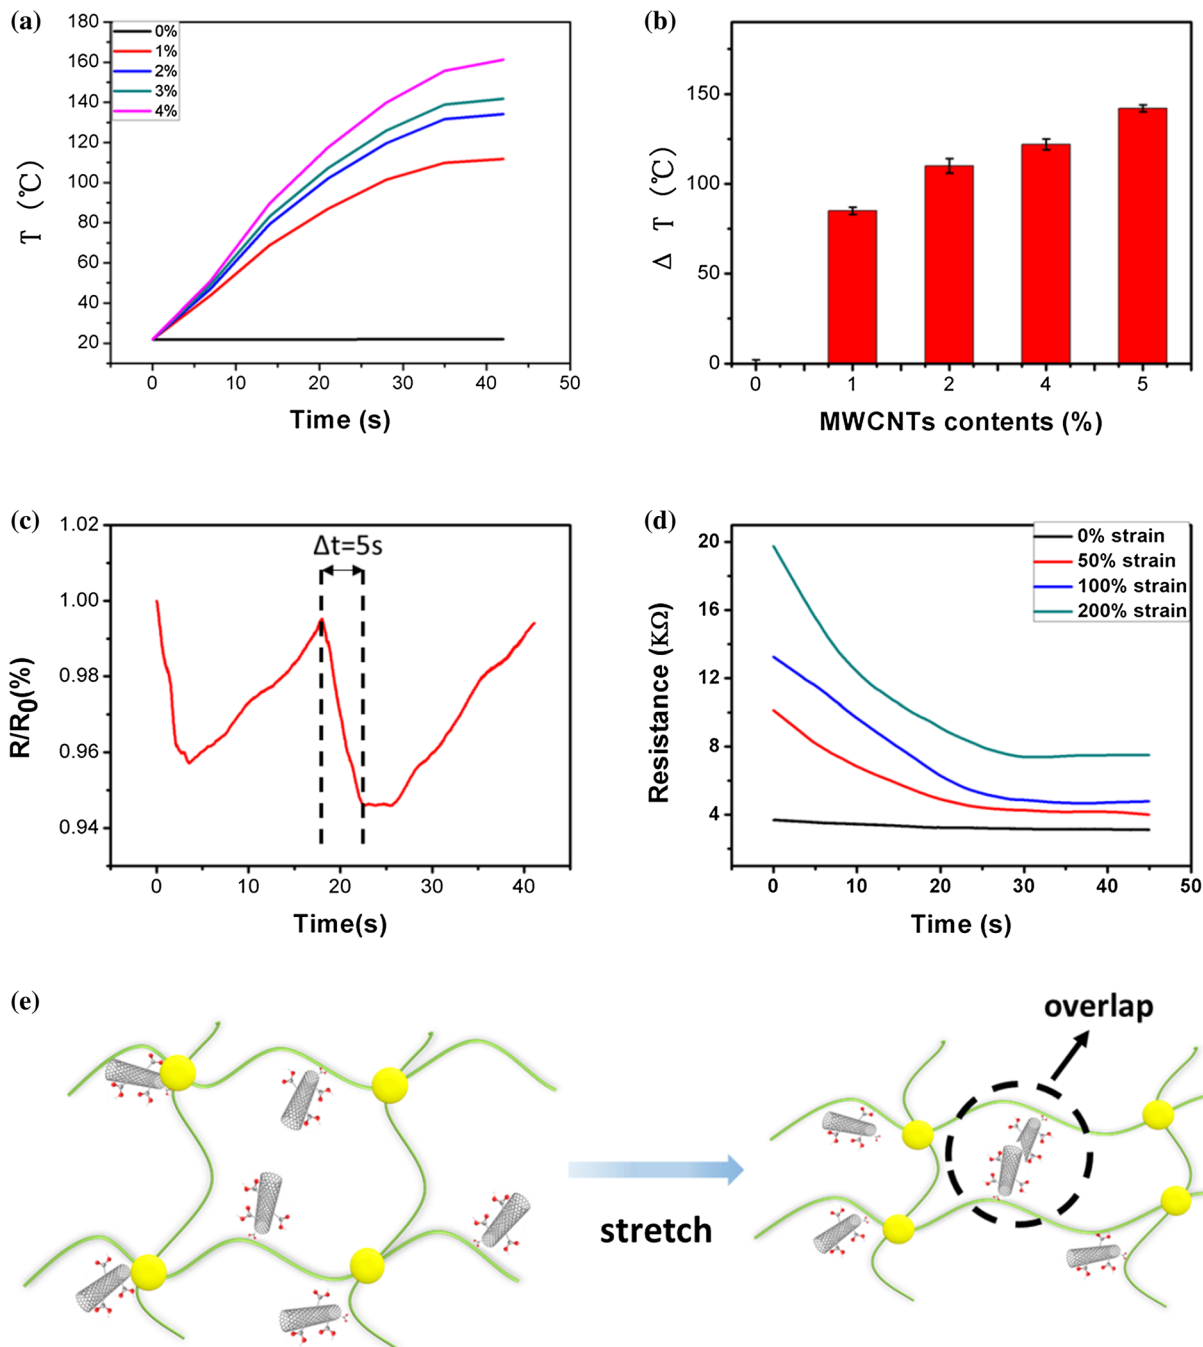 (a)
180
160
140
120
100
80
60
40
20
T (℃)
0%
1%
2%
3%
4%
0 10 20 30 40 50
Time (s)
(b)
150
100
50
0
Δ T (℃)
0 1 2 4 5
MWCNTs contents (%)
(c)
1.02
1.00
0.98
0.96
0.94
R/R0(%)
Δt=5s
0 10 20 30 40
Time(s)
(d)
20
16
12
8
4
Resistance (KΩ)
0% strain
50% strain
100% strain
200% strain
0 10 20 30 40 50
Time (s)
(e)
stretch
overlap